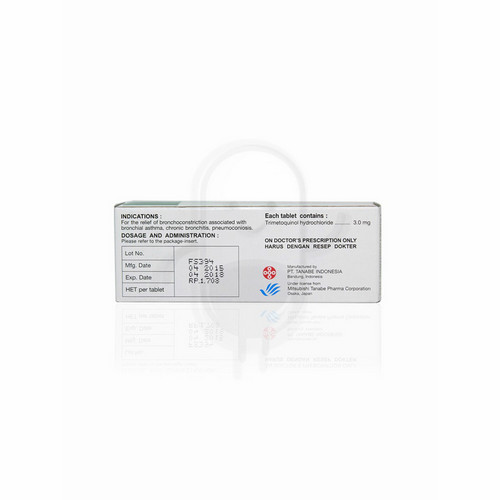 INDICATIONS :
For the relief of bronchoconstriction associated with
bronchial asthma, chronic bronchitis, pneumoconiosis.
DOSAGE AND ADMINISTRATION :
Please refer to the package-insert.
Lot No. FS394
Mfg. Date 04 2015
Exp. Date 04 2018
HET per tablet RP.1.708
Each tablet contains :
Trimetoquinol hydrochloride 3.0 mg
ON DOCTOR'S PRESCRIPTION ONLY
HARUS DENGAN RESEP DOKTER
Manufactured by
PT. TANABE INDONESIA
Bandung, Indonesia
Under license from
Mitsubishi Tanabe Pharma Corporation
Osaka, Japan